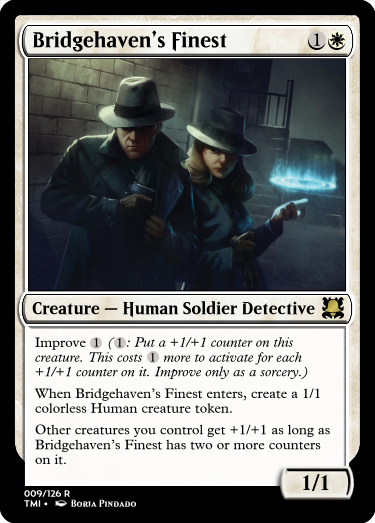 Bridgehaven's Finest 1
Creature — Human Soldier Detective
Improve 1 (1: Put a +1/+1 counter on this
creature. This costs 1 more to activate for each
+1/+1 counter on it. Improve only as a sorcery.)
When Bridgehaven's Finest enters, create a 1/1
colorless Human creature token.
Other creatures you control get +1/+1 as long as
Bridgehaven's Finest has two or more counters
on it.
1/1
009/126 R
TMI • Borja Pindado